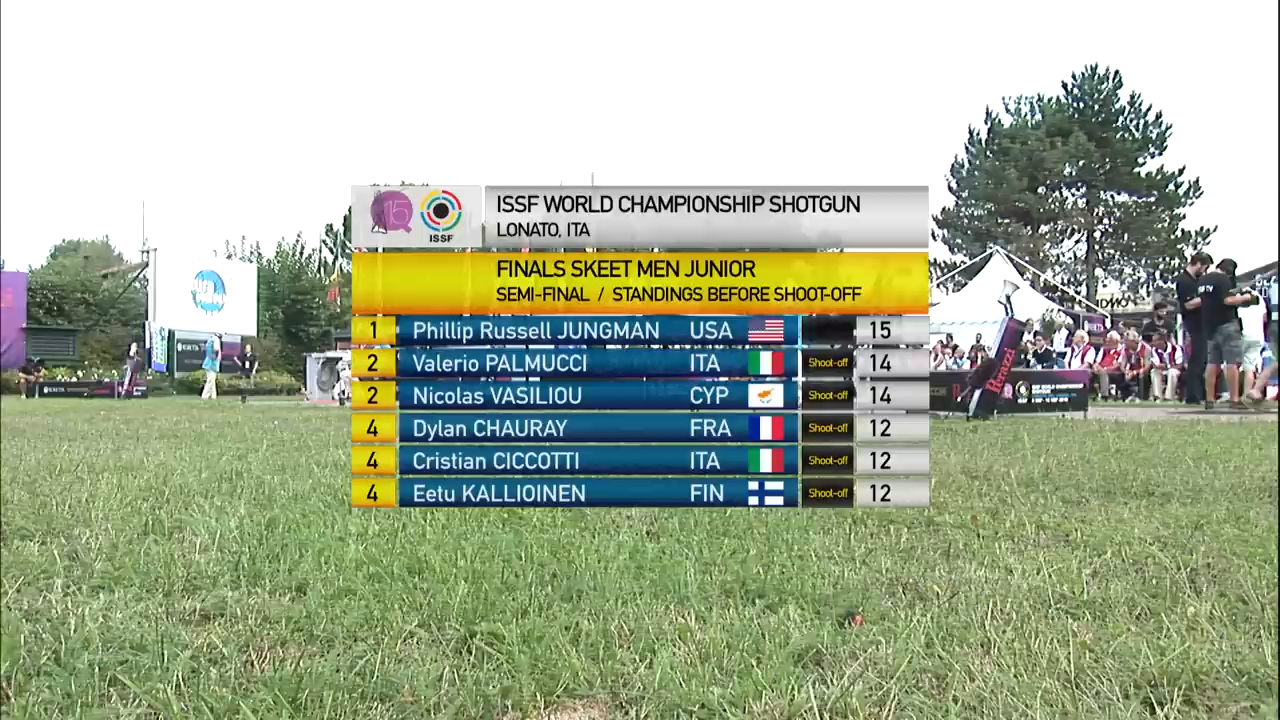 15
ISSF
ISSF WORLD CHAMPIONSHIP SHOTGUN
LONATO, ITA
FINALS SKEET MEN JUNIOR
SEMI-FINAL / STANDINGS BEFORE SHOOT-OFF
1 Phillip Russell JUNGMAN USA 15
2 Valerio PALMUCCI ITA Shoot-off 14
2 Nicolas VASILIOU CYP Shoot-off 14
4 Dylan CHAURAY FRA Shoot-off 12
4 Cristian CICCOTTI ITA Shoot-off 12
4 Eetu KALLIOINEN FIN Shoot-off 12
Perazzi